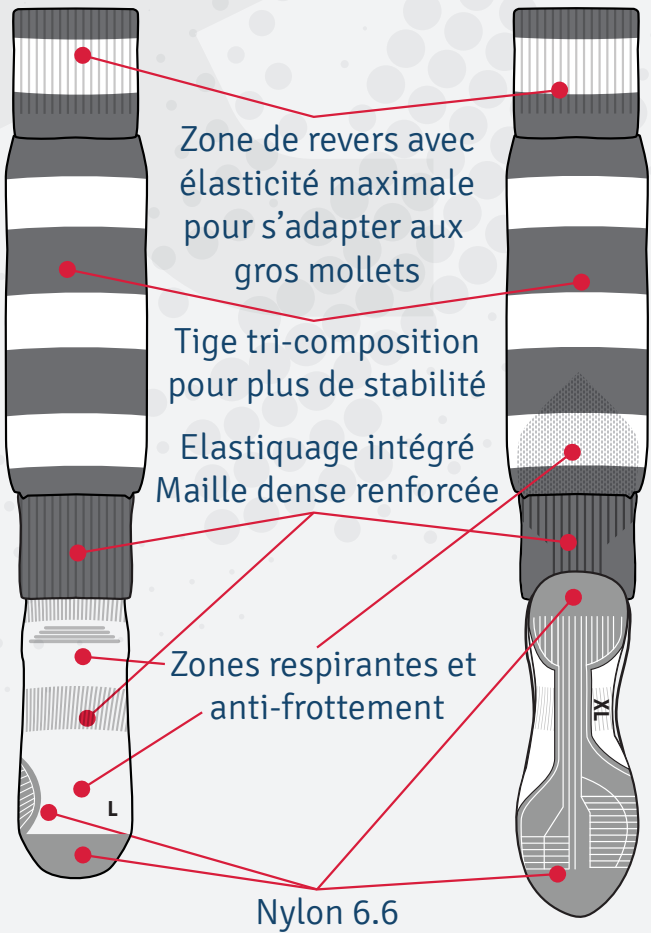 Zone de revers avec
élasticité maximale
pour s’adapter aux
gros mollets
Tige tri-composition
pour plus de stabilité
Elastiquage intégré
Maille dense renforcée
Zones respirantes et
anti-frottement
XL
L
Nylon 6.6